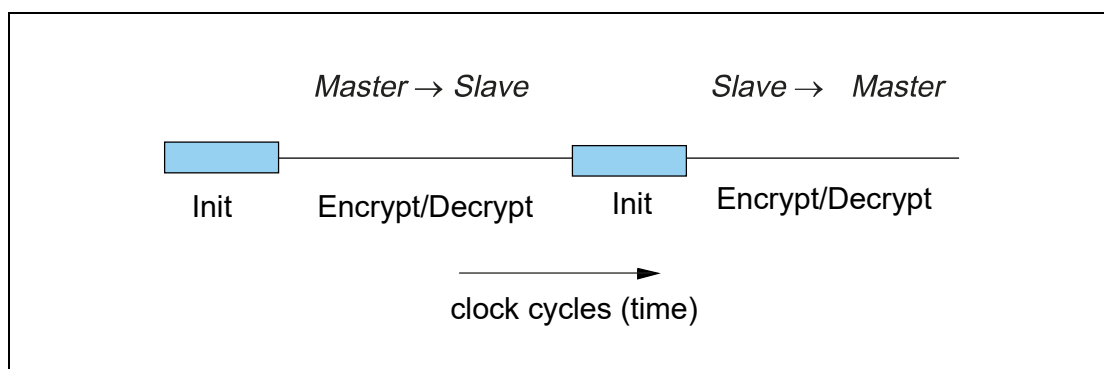 Master → Slave Slave → Master
Init Encrypt/Decrypt Init Encrypt/Decrypt
clock cycles (time)